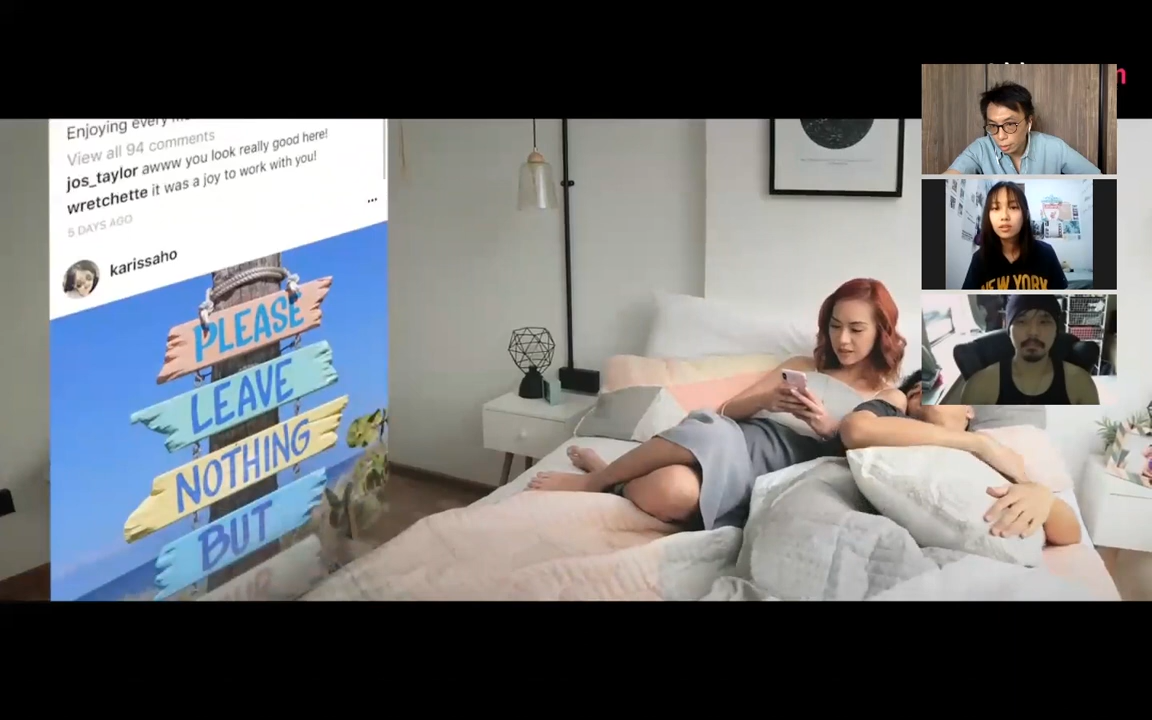 Enjoying every
View all 94 comments
jos_taylor awww you look really good here!
wretchette it was a joy to work with you!
5 DAYS AGO
karissaho
PLEASE
LEAVE
NOTHING
BUT
NEW YORK